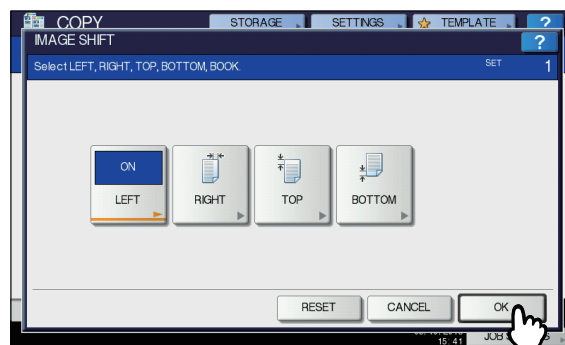 COPY STORAGE SETTINGS TEMPLATE ?
IMAGE SHIFT ?
Select LEFT, RIGHT, TOP, BOTTOM, BOOK. SET 1
ON
LEFT RIGHT TOP BOTTOM
RESET CANCEL OK
15:41 JOB